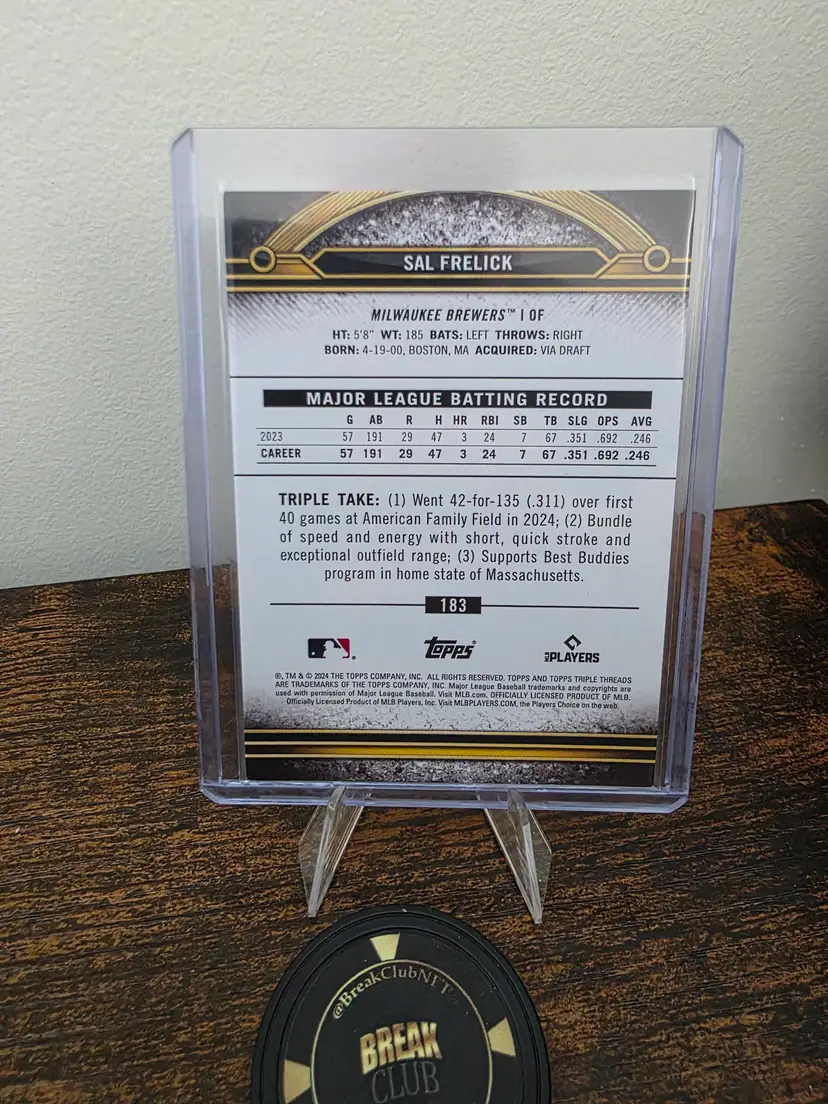 SAL FRELICK
MILWAUKEE BREWERS™ | OF
HT: 5'8" WT: 185 BATS: LEFT THROWS: RIGHT
BORN: 4-19-00, BOSTON, MA ACQUIRED: VIA DRAFT
MAJOR LEAGUE BATTING RECORD
G AB R H HR RBI SB TB SLG OPS AVG
2023 57 191 29 47 3 24 7 67 .351 .692 .246
CAREER 57 191 29 47 3 24 7 67 .351 .692 .246
TRIPLE TAKE: (1) Went 42-for-135 (.311) over first
40 games at American Family Field in 2024; (2) Bundle
of speed and energy with short, quick stroke and
exceptional outfield range; (3) Supports Best Buddies
program in home state of Massachusetts.
183
Topps®
MLB PLAYERS
®, TM & © 2024 THE TOPPS COMPANY, INC. ALL RIGHTS RESERVED. TOPPS AND TOPPS TRIPLE THREADS
ARE TRADEMARKS OF THE TOPPS COMPANY, INC. Major League Baseball trademarks and copyrights are
used with permission of Major League Baseball. Visit MLB.com. OFFICIALLY LICENSED PRODUCT OF MLB.
Officially Licensed Product of MLB Players, Inc. Visit MLBPLAYERS.COM, the Players Choice on the web.
@BreakClubNFT
BREAK
CLUB